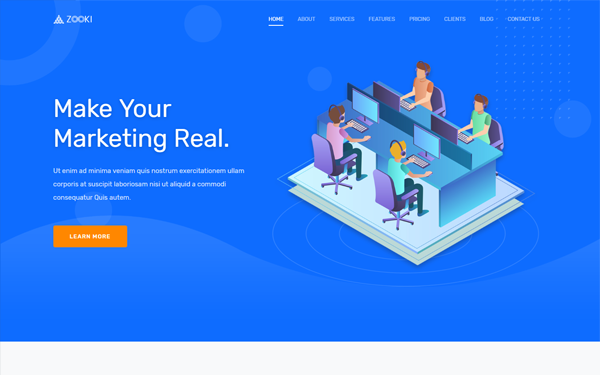 ZOOKI
HOME ABOUT SERVICES FEATURES PRICING CLIENTS BLOG CONTACT US
Make Your
Marketing Real.
Ut enim ad minima veniam quis nostrum exercitationem ullam
corporis at suscipit laboriosam nisi ut aliquid a commodi
consequatur Quis autem.
LEARN MORE